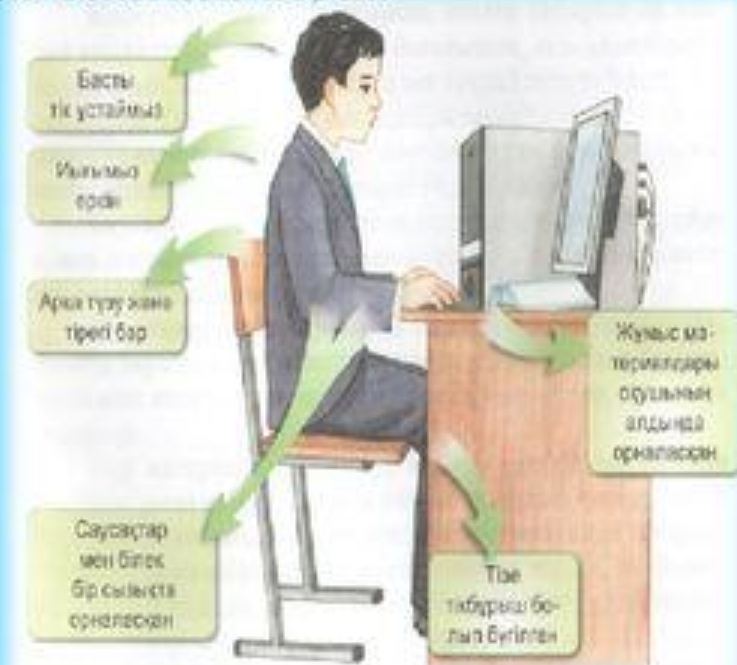 Басты
тік ұстаймыз
Иығымыз
еркін
Арқа түзу және
тірегі бар
Саусақтар
мен білек
бір сызықта
орналасқан
Жұмыс ма-
териалдары
оқушының
алдында
орналасқан
Тізе
тікбұрыш бо-
лып бүгілген